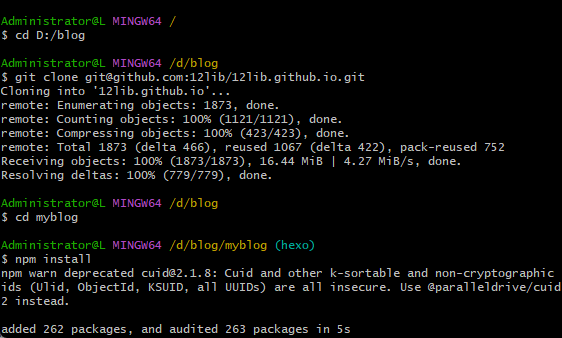 Administrator@L MINGW64 /
$ cd D:/blog
Administrator@L MINGW64 /d/blog
$ git clone git@github.com:12lib/12lib.github.io.git
Cloning into '12lib.github.io'...
remote: Enumerating objects: 1873, done.
remote: Counting objects: 100% (1121/1121), done.
remote: Compressing objects: 100% (423/423), done.
remote: Total 1873 (delta 466), reused 1067 (delta 422), pack-reused 752
Receiving objects: 100% (1873/1873), 16.44 MiB | 4.27 MiB/s, done.
Resolving deltas: 100% (779/779), done.
Administrator@L MINGW64 /d/blog
$ cd myblog
Administrator@L MINGW64 /d/blog/myblog (hexo)
$ npm install
npm warn deprecated cuid@2.1.8: Cuid and other k-sortable and non-cryptographic
ids (Ulid, ObjectId, KSUID, all UUIDs) are all insecure. Use @paralleldrive/cuid
2 instead.
added 262 packages, and audited 263 packages in 5s